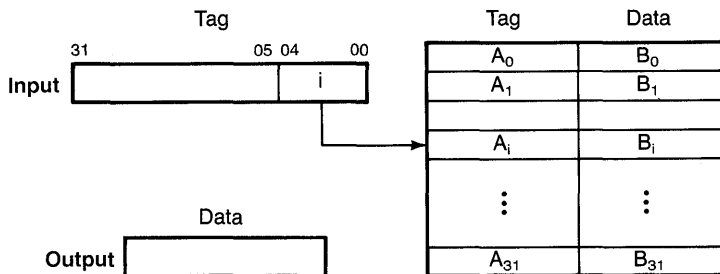 Tag
31 05 04 00
Input i
Tag Data
A0 B0
A1 B1
Ai Bi
⋮ ⋮
A31 B31
Data
Output